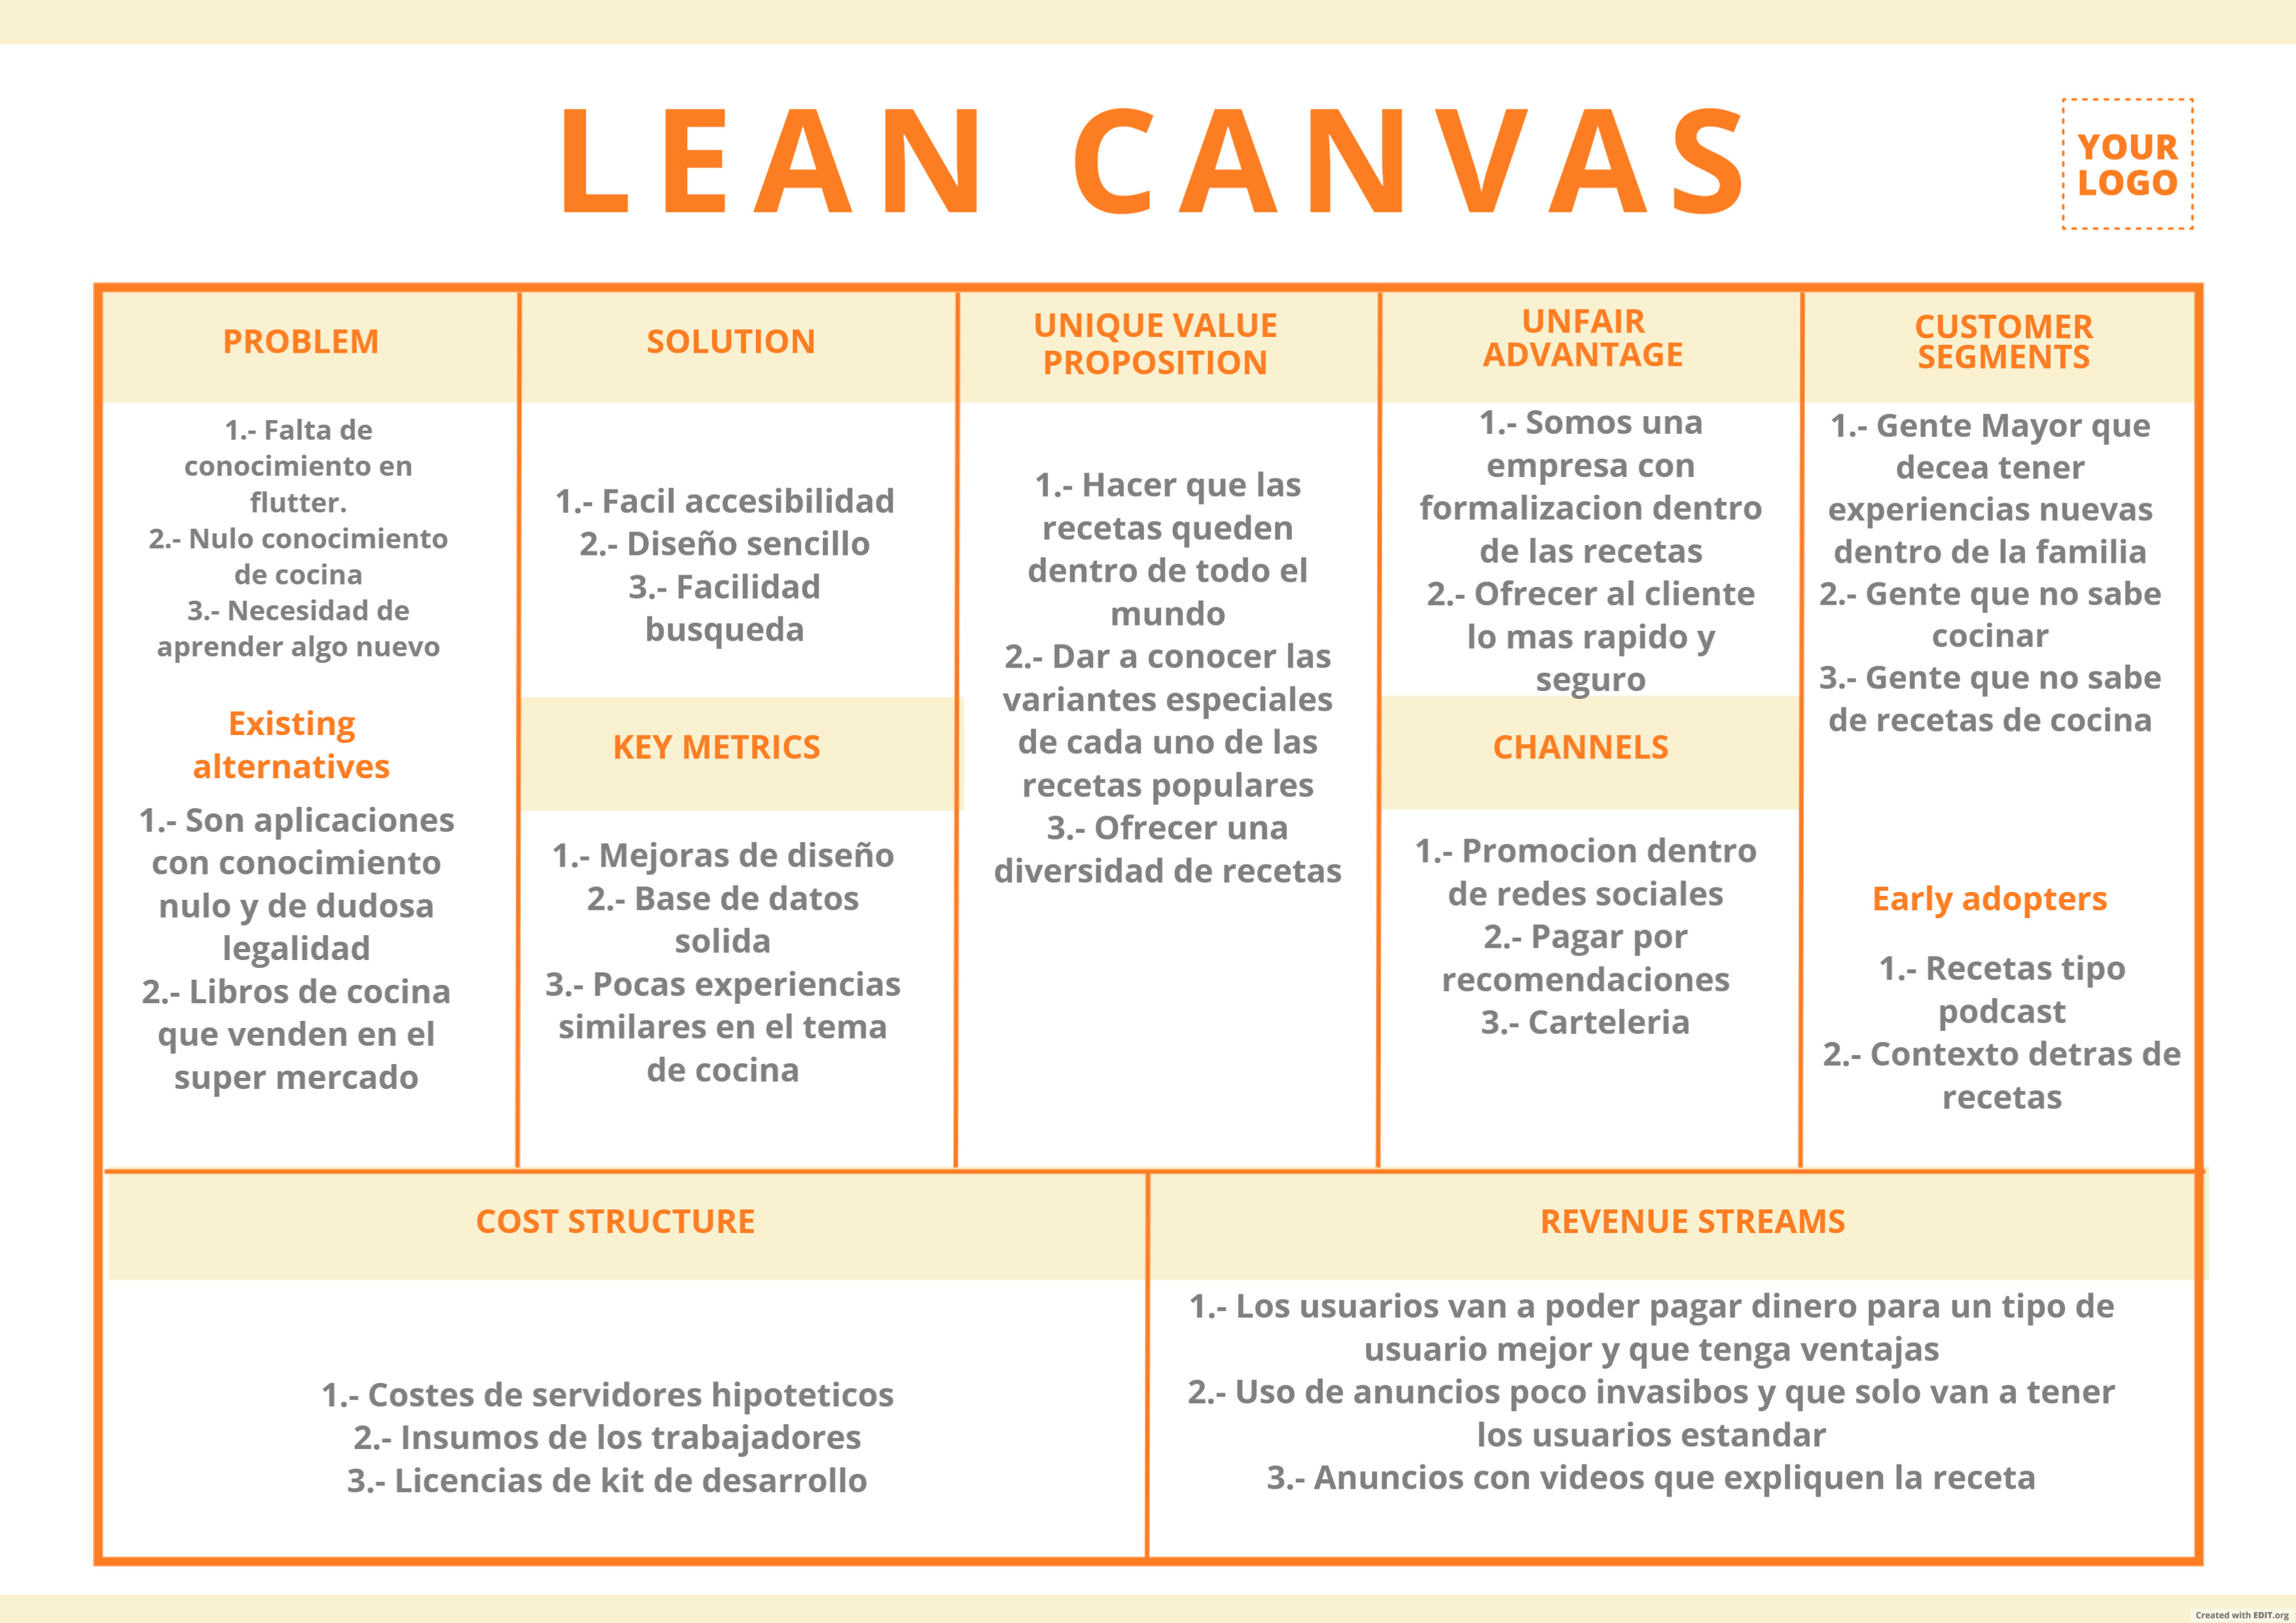 LEAN CANVAS
YOUR
LOGO
PROBLEM
1.- Falta de
conocimiento en
flutter.
2.- Nulo conocimiento
de cocina
3.- Necesidad de
aprender algo nuevo
Existing
alternatives
1.- Son aplicaciones
con conocimiento
nulo y de dudosa
legalidad
2.- Libros de cocina
que venden en el
super mercado
SOLUTION
1.- Facil accesibilidad
2.- Diseño sencillo
3.- Facilidad
busqueda
KEY METRICS
1.- Mejoras de diseño
2.- Base de datos
solida
3.- Pocas experiencias
similares en el tema
de cocina
UNIQUE VALUE
PROPOSITION
1.- Hacer que las
recetas queden
dentro de todo el
mundo
2.- Dar a conocer las
variantes especiales
de cada uno de las
recetas populares
3.- Ofrecer una
diversidad de recetas
UNFAIR
ADVANTAGE
1.- Somos una
empresa con
formalizacion dentro
de las recetas
2.- Ofrecer al cliente
lo mas rapido y
seguro
CHANNELS
1.- Promocion dentro
de redes sociales
2.- Pagar por
recomendaciones
3.- Carteleria
CUSTOMER
SEGMENTS
1.- Gente Mayor que
decea tener
experiencias nuevas
dentro de la familia
2.- Gente que no sabe
cocinar
3.- Gente que no sabe
de recetas de cocina
Early adopters
1.- Recetas tipo
podcast
2.- Contexto detras de
recetas
COST STRUCTURE
1.- Costes de servidores hipoteticos
2.- Insumos de los trabajadores
3.- Licencias de kit de desarrollo
REVENUE STREAMS
1.- Los usuarios van a poder pagar dinero para un tipo de
usuario mejor y que tenga ventajas
2.- Uso de anuncios poco invasibos y que solo van a tener
los usuarios estandar
3.- Anuncios con videos que expliquen la receta
Created with EDIT.org